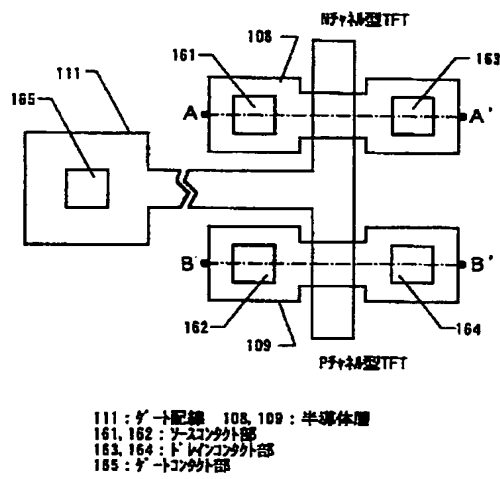 Nチャネル型TFT
108
161
163
111
165
A
A'
B
B'
162
164
109
Pチャネル型TFT
111：ゲート配線　108, 109：半導体層
161, 162：ソースコンタクト部
163, 164：ドレインコンタクト部
165：ゲートコンタクト部